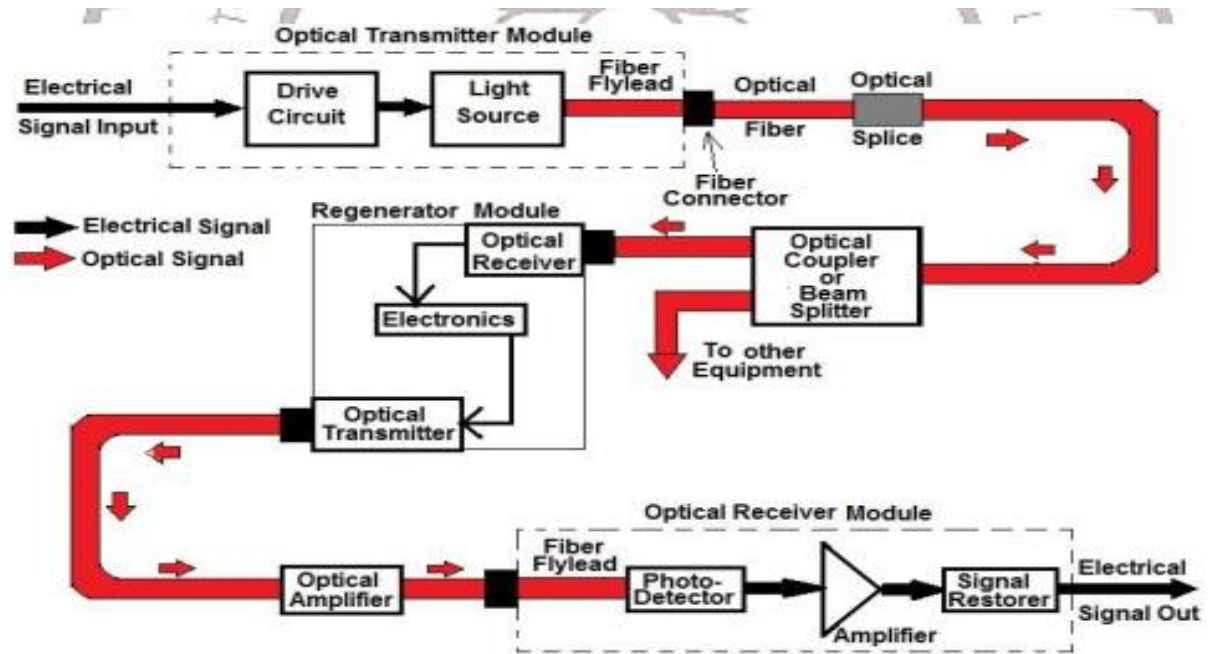 Optical Transmitter Module
Electrical
Signal Input
Drive
Circuit
Light
Source
Fiber
Flylead
Optical
Fiber
Optical
Splice
Fiber
Connector
Electrical Signal
Optical Signal
Regenerator Module
Optical
Receiver
Electronics
Optical
Transmitter
Optical
Coupler
or
Beam
Splitter
To other
Equipment
Optical Receiver Module
Optical
Amplifier
Fiber
Flylead
Photo-
Detector
Amplifier
Signal
Restorer
Electrical
Signal Out